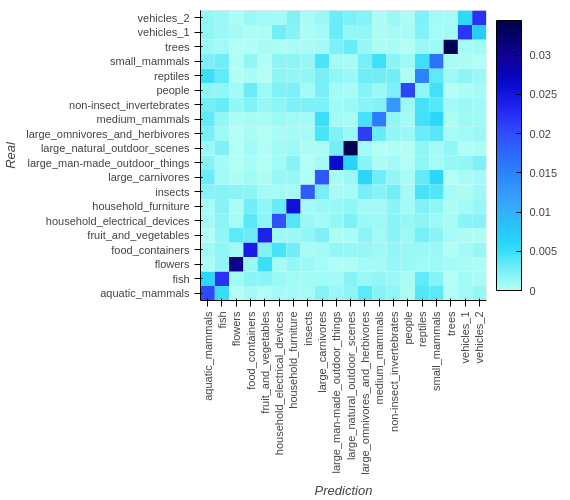 Real
vehicles_2
vehicles_1
trees
small_mammals
reptiles
people
non-insect_invertebrates
medium_mammals
large_omnivores_and_herbivores
large_natural_outdoor_scenes
large_man-made_outdoor_things
large_carnivores
insects
household_furniture
household_electrical_devices
fruit_and_vegetables
food_containers
flowers
fish
aquatic_mammals
aquatic_mammals
fish
flowers
food_containers
fruit_and_vegetables
household_electrical_devices
household_furniture
insects
large_carnivores
large_man-made_outdoor_things
large_natural_outdoor_scenes
large_omnivores_and_herbivores
medium_mammals
non-insect_invertebrates
people
reptiles
small_mammals
trees
vehicles_1
vehicles_2
Prediction
0.03
0.025
0.02
0.015
0.01
0.005
0